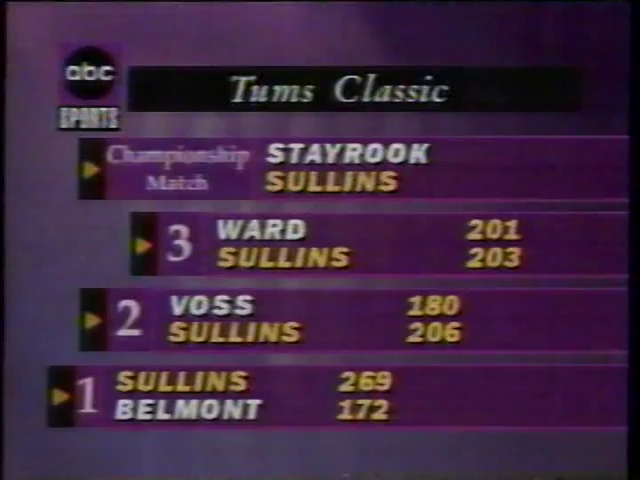 abc
SPORTS
Tums Classic
Championship
Match
STAYROOK
SULLINS
3
WARD 201
SULLINS 203
2
VOSS 180
SULLINS 206
1
SULLINS 269
BELMONT 172